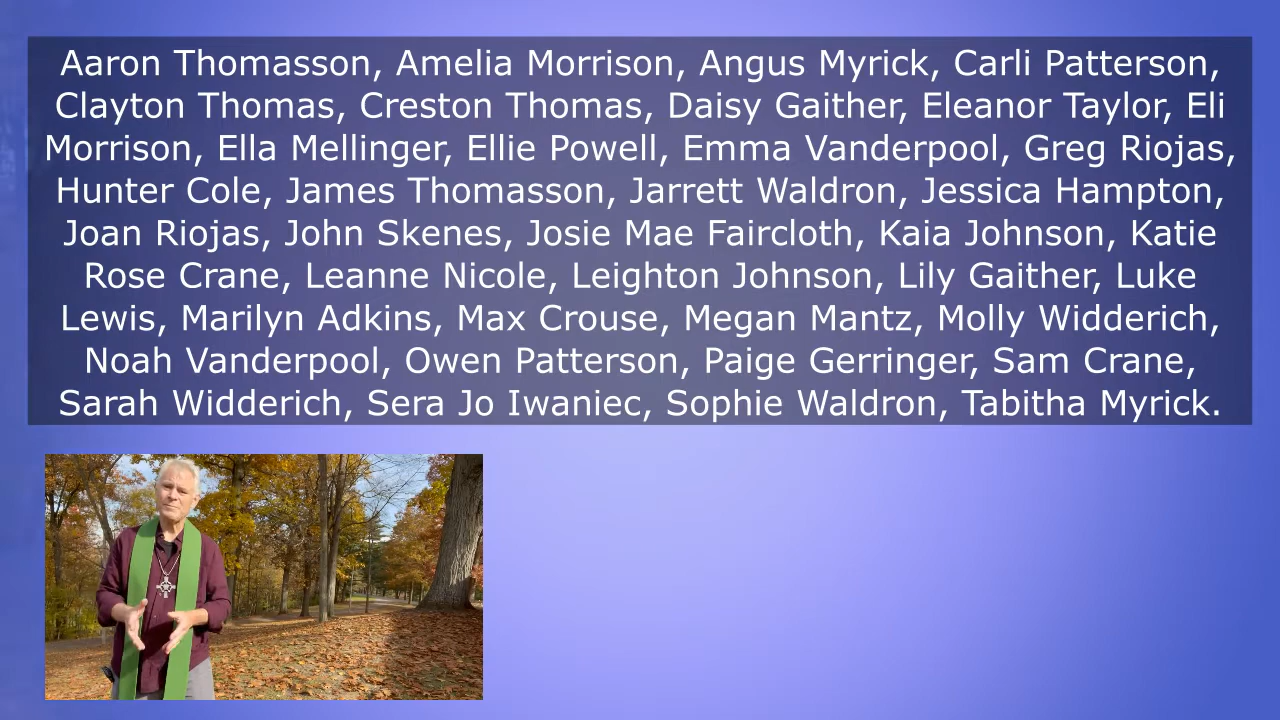 Aaron Thomasson, Amelia Morrison, Angus Myrick, Carli Patterson,
Clayton Thomas, Creston Thomas, Daisy Gaither, Eleanor Taylor, Eli
Morrison, Ella Mellinger, Ellie Powell, Emma Vanderpool, Greg Riojas,
Hunter Cole, James Thomasson, Jarrett Waldron, Jessica Hampton,
Joan Riojas, John Skenes, Josie Mae Faircloth, Kaia Johnson, Katie
Rose Crane, Leanne Nicole, Leighton Johnson, Lily Gaither, Luke
Lewis, Marilyn Adkins, Max Crouse, Megan Mantz, Molly Widderich,
Noah Vanderpool, Owen Patterson, Paige Gerringer, Sam Crane,
Sarah Widderich, Sera Jo Iwaniec, Sophie Waldron, Tabitha Myrick.